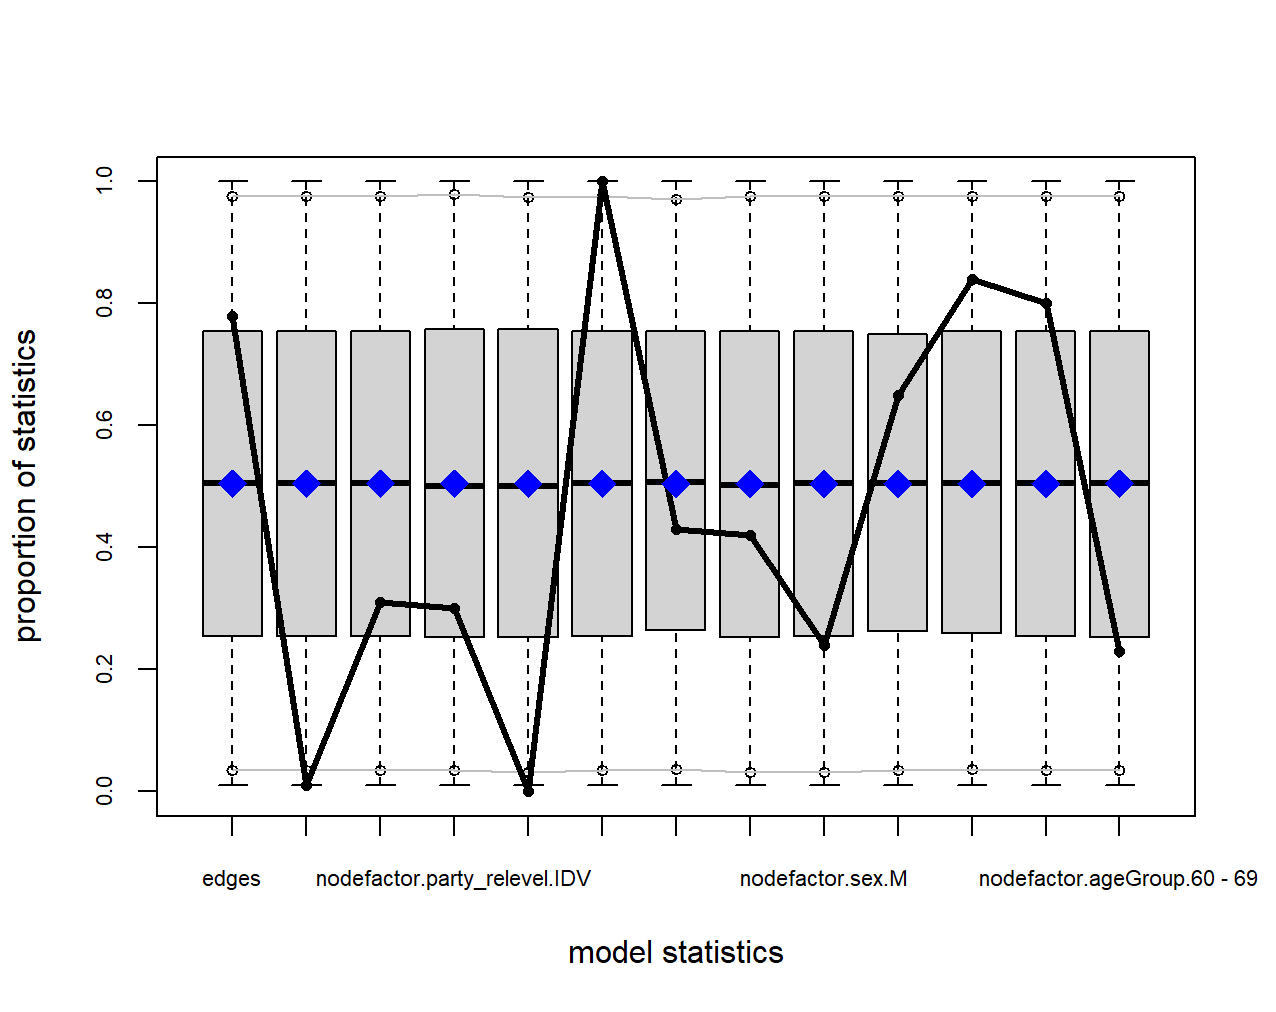 proportion of statistics
1.0
0.8
0.6
0.4
0.2
0.0
edges nodefactor.party_relevel.IDV nodefactor.sex.M nodefactor.ageGroup.60 - 69
model statistics